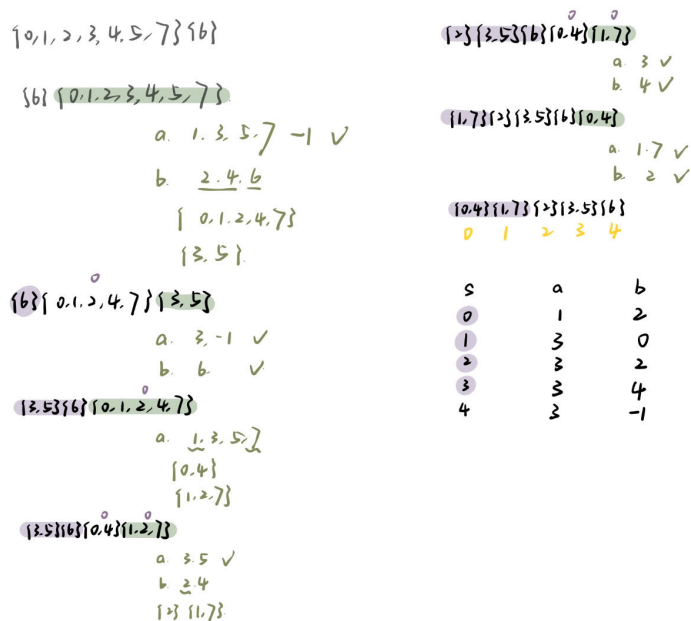 {0,1,2,3,4,5,7}{6}
{6}{0,1,2,3,4,5,7}
a. 1.3.5.7 -1 ✓
b. 2.4.6
{0,1,2,4,7}
{3,5}
0
{6}{0,1,2,4,7}{3,5}
a. 3,-1 ✓
b. 6 ✓
0
{3.5}{6}{0,1,2,4,7}
a. 1.3,5,7
{0,4}
{1,2,7}
0 0
{3.5}{6}{0,4}{1.2,7}
a. 3.5 ✓
b. 2.4
{2}{1,7}
0 0
{2}{3.5}{6}{0.4}{1.7}
a. 3 ✓
b. 4 ✓
{1.7}{2}{3.5}{6}{0.4}
a. 1.7 ✓
b. 2 ✓
{0.4}{1.7}{2}{3.5}{6}
0 1 2 3 4
s a b
0 1 2
1 3 0
2 3 2
3 3 4
4 3 -1